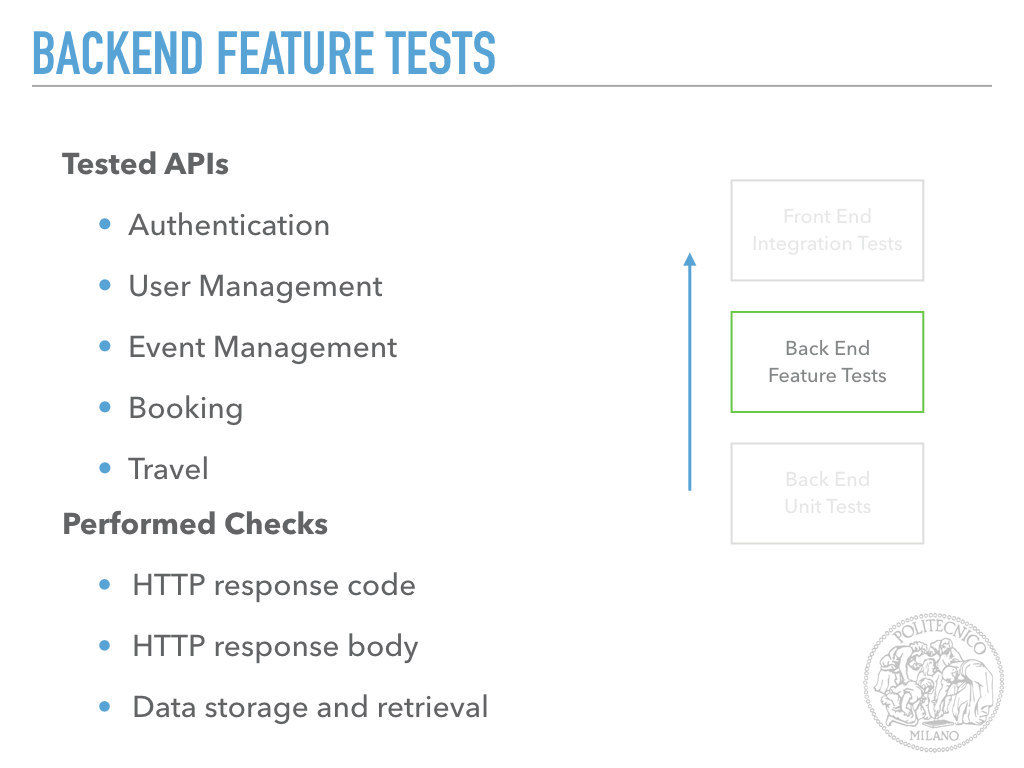 BACKEND FEATURE TESTS
Tested APIs
Authentication
User Management
Event Management
Booking
Travel
Performed Checks
HTTP response code
HTTP response body
Data storage and retrieval
Front End
Integration Tests
Back End
Feature Tests
Back End
Unit Tests
POLITECNICO
MILANO